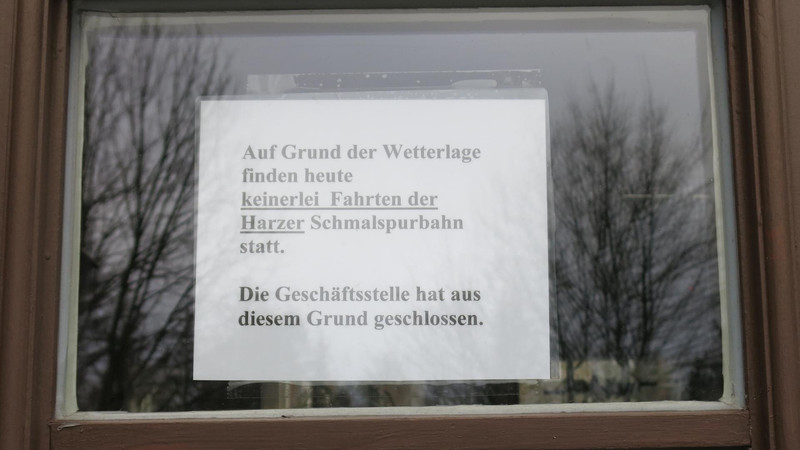 Auf Grund der Wetterlage
finden heute
keinerlei Fahrten der
Harzer Schmalspurbahn
statt.
Die Geschäftsstelle hat aus
diesem Grund geschlossen.